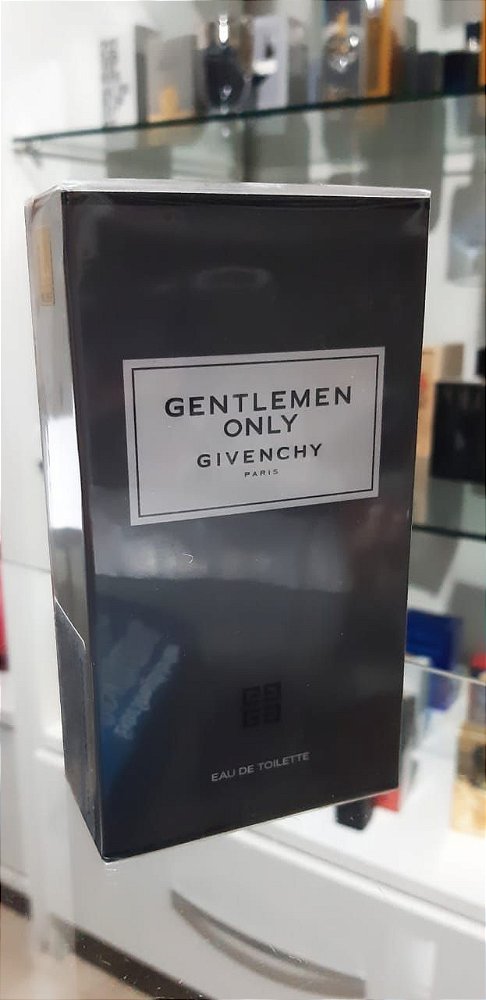 GENTLEMEN
ONLY
GIVENCHY
PARIS
EAU DE TOILETTE